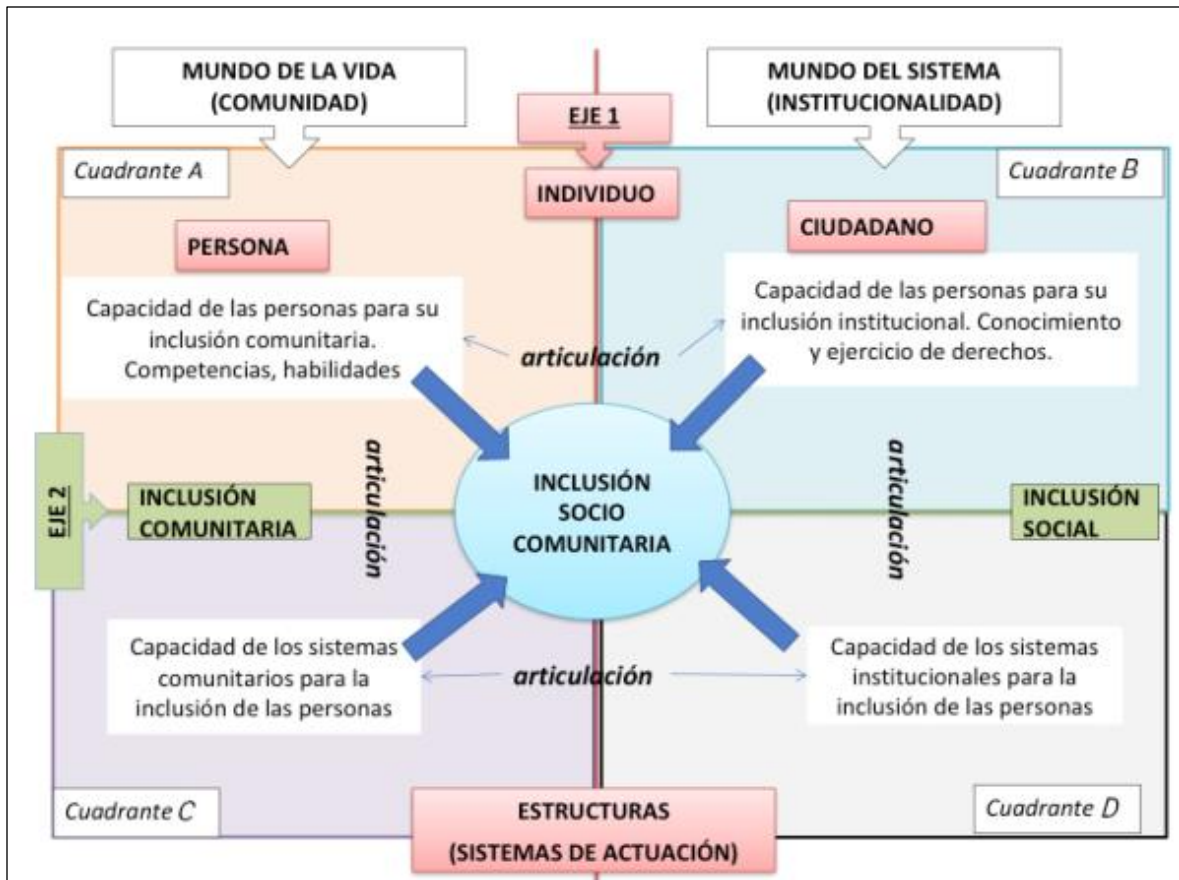 MUNDO DE LA VIDA
(COMUNIDAD)
MUNDO DEL SISTEMA
(INSTITUCIONALIDAD)
EJE 1
Cuadrante A
Cuadrante B
INDIVIDUO
PERSONA
CIUDADANO
Capacidad de las personas para su
inclusión comunitaria.
Competencias, habilidades
articulación
Capacidad de las personas para su
inclusión institucional. Conocimiento
y ejercicio de derechos.
EJE 2
INCLUSIÓN
COMUNITARIA
articulación
INCLUSIÓN
SOCIO
COMUNITARIA
articulación
INCLUSIÓN
SOCIAL
Capacidad de los sistemas
comunitarios para la
inclusión de las personas
articulación
Capacidad de los sistemas
institucionales para la
inclusión de las personas
Cuadrante C
ESTRUCTURAS
(SISTEMAS DE ACTUACIÓN)
Cuadrante D